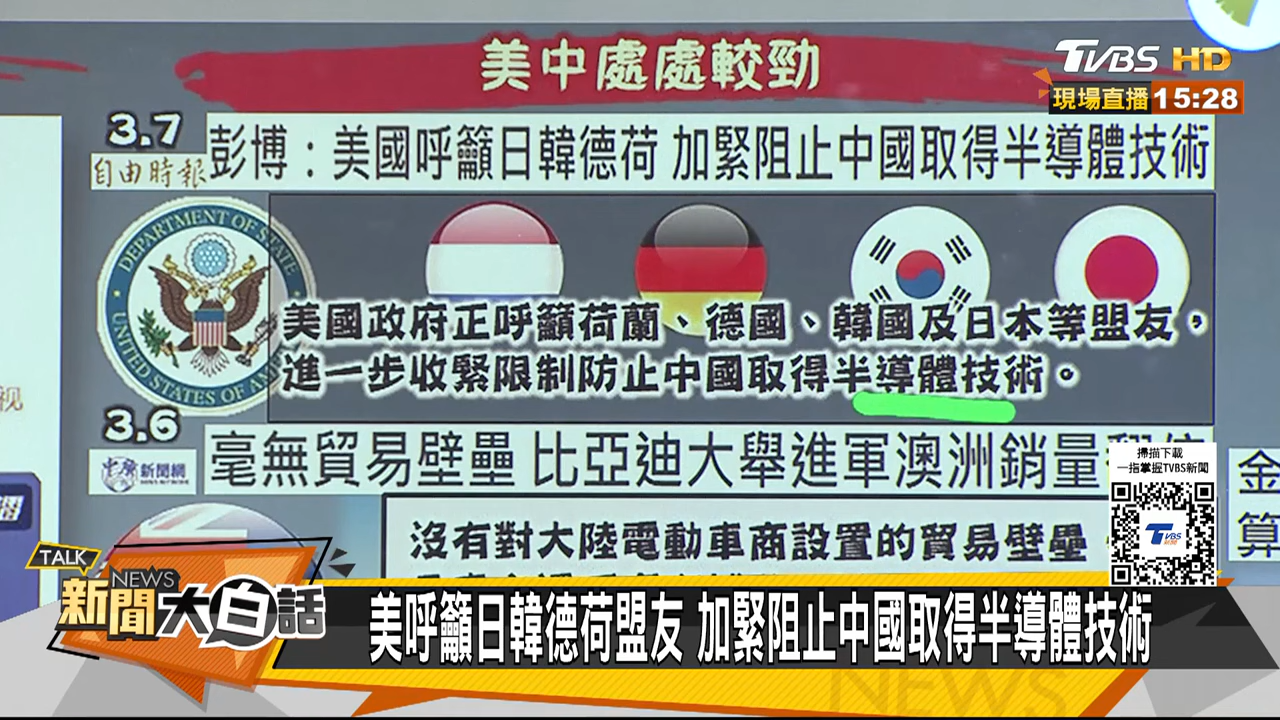 美中處處較勁
TVBS HD
現場直播 15:28
3.7
自由時報
彭博：美國呼籲日韓德荷 加緊阻止中國取得半導體技術
DEPARTMENT OF STATE
UNITED STATES OF
美國政府正呼籲荷蘭、德國、韓國及日本等盟友，
進一步收緊限制防止中國取得半導體技術。
视
3.6
中廣新聞網
毫無貿易壁壘 比亞迪大舉進軍澳洲銷量
掃描下載
一指掌握TVBS新聞
TVBS
金
算
播
沒有對大陸電動車商設置的貿易壁壘
TALK
NEWS
新聞大白話
美呼籲日韓德荷盟友 加緊阻止中國取得半導體技術
NEWS